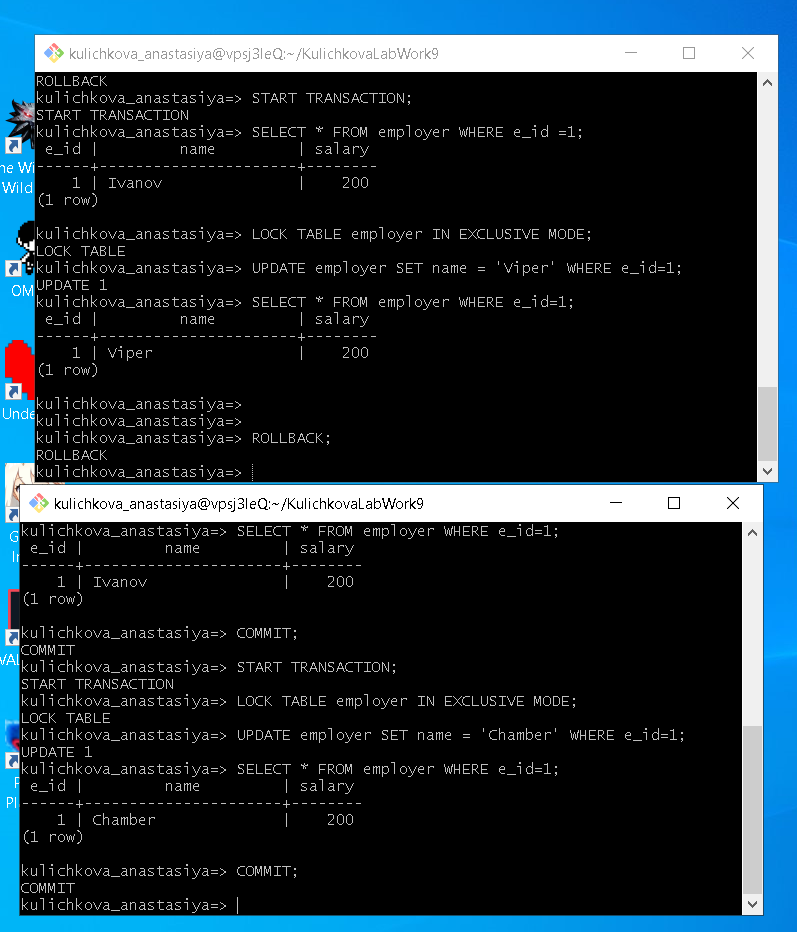 kulichkova_anastasiya@vpsj3leQ:~/KulichkovaLabWork9
ROLLBACK
kulichkova_anastasiya=> START TRANSACTION;
START TRANSACTION
kulichkova_anastasiya=> SELECT * FROM employer WHERE e_id =1;
 e_id |         name         | salary
------+----------------------+--------
    1 | Ivanov               |    200
(1 row)
kulichkova_anastasiya=> LOCK TABLE employer IN EXCLUSIVE MODE;
LOCK TABLE
kulichkova_anastasiya=> UPDATE employer SET name = 'Viper' WHERE e_id=1;
UPDATE 1
kulichkova_anastasiya=> SELECT * FROM employer WHERE e_id=1;
 e_id |         name         | salary
------+----------------------+--------
    1 | Viper                |    200
(1 row)
kulichkova_anastasiya=>
kulichkova_anastasiya=>
kulichkova_anastasiya=> ROLLBACK;
ROLLBACK
kulichkova_anastasiya=>
kulichkova_anastasiya@vpsj3leQ:~/KulichkovaLabWork9
kulichkova_anastasiya=> SELECT * FROM employer WHERE e_id=1;
 e_id |         name         | salary
------+----------------------+--------
    1 | Ivanov               |    200
(1 row)
kulichkova_anastasiya=> COMMIT;
COMMIT
kulichkova_anastasiya=> START TRANSACTION;
START TRANSACTION
kulichkova_anastasiya=> LOCK TABLE employer IN EXCLUSIVE MODE;
LOCK TABLE
kulichkova_anastasiya=> UPDATE employer SET name = 'Chamber' WHERE e_id=1;
UPDATE 1
kulichkova_anastasiya=> SELECT * FROM employer WHERE e_id=1;
 e_id |         name         | salary
------+----------------------+--------
    1 | Chamber              |    200
(1 row)
kulichkova_anastasiya=> COMMIT;
COMMIT
kulichkova_anastasiya=>
ne Wi
Wild
OM
Unde